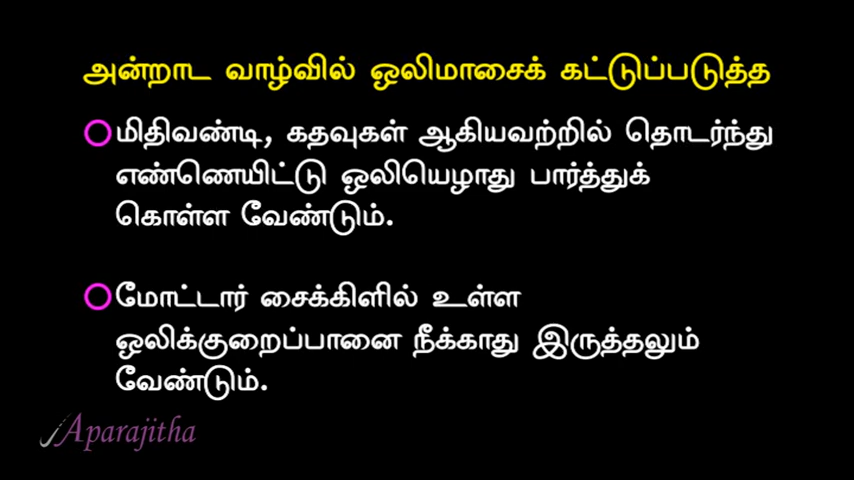 அன்றாட வாழ்வில் ஒலிமாசைக் கட்டுப்படுத்த
மிதிவண்டி, கதவுகள் ஆகியவற்றில் தொடர்ந்து
எண்ணெயிட்டு ஒலியெழாது பார்த்துக்
கொள்ள வேண்டும்.
மோட்டார் சைக்கிளில் உள்ள
ஒலிக்குறைப்பானை நீக்காது இருத்தலும்
வேண்டும்.
Aparajitha